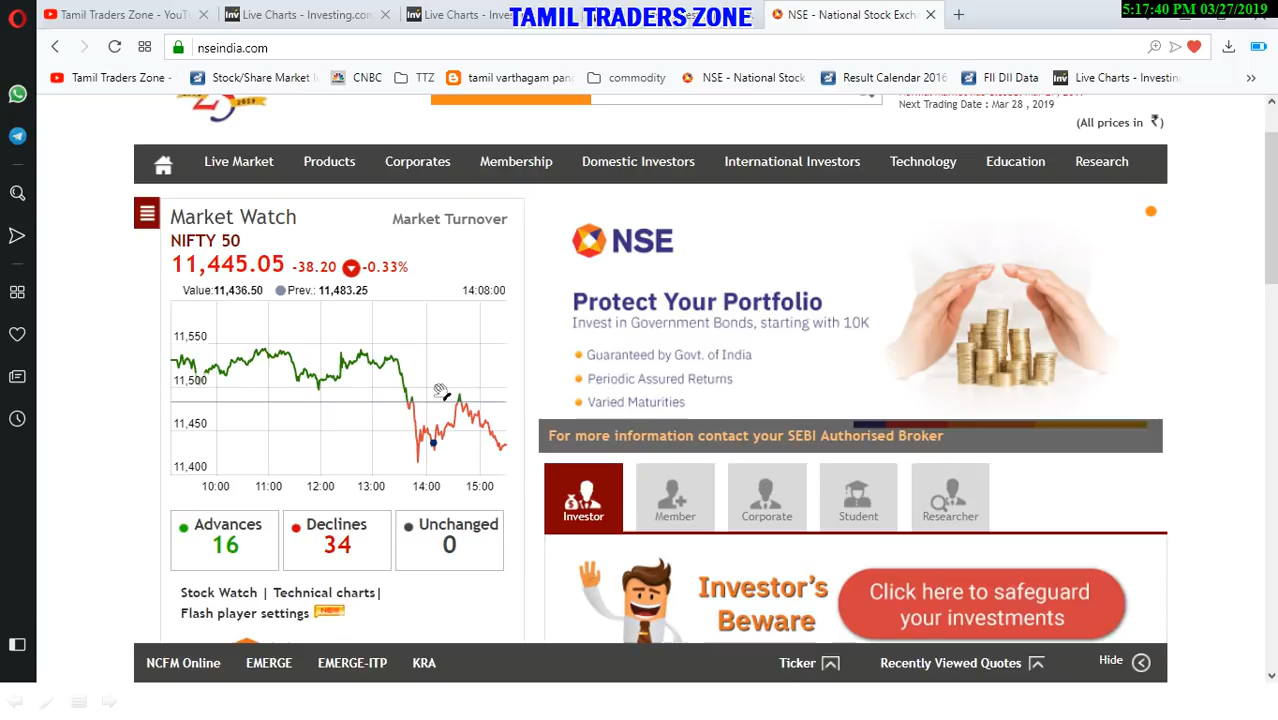 Tamil Traders Zone - YouT
Live Charts - Investing.com
Live Charts - Inves
TAMIL TRADERS ZONE
NSE - National Stock Exch
5:17:40 PM 03/27/2019
nseindia.com
Tamil Traders Zone -
Stock/Share Market
CNBC
TTZ
tamil varthagam pan
commodity
NSE - National Stock
Result Calendar 2016
FII DII Data
Live Charts - Investin
2019
Next Trading Date : Mar 28 , 2019
(All prices in ₹)
Live Market
Products
Corporates
Membership
Domestic Investors
International Investors
Technology
Education
Research
Market Watch
Market Turnover
NIFTY 50
11,445.05 -38.20 -0.33%
Value:11,436.50 Prev.: 11,483.25 14:08:00
11,550
11,500
11,450
11,400
10:00 11:00 12:00 13:00 14:00 15:00
Advances
16
Declines
34
Unchanged
0
Stock Watch | Technical charts|
Flash player settings NEW
NSE
Protect Your Portfolio
Invest in Government Bonds, starting with 10K
Guaranteed by Govt. of India
Periodic Assured Returns
Varied Maturities
For more information contact your SEBI Authorised Broker
Investor
Member
Corporate
Student
Researcher
Investor's
Beware
Click here to safeguard
your investments
NCFM Online
EMERGE
EMERGE-ITP
KRA
Ticker
Recently Viewed Quotes
Hide